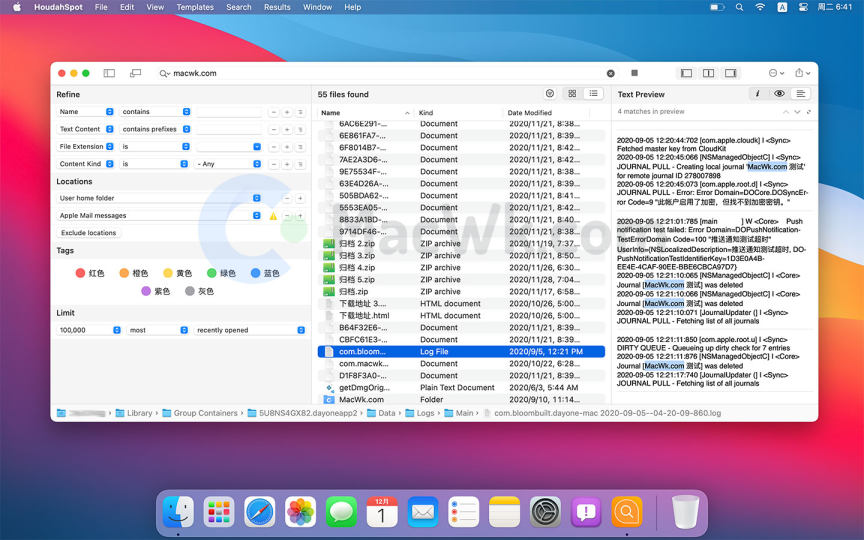 HoudahSpot File Edit View Templates Search Results Window Help A 周二 6:41
macwk.com
Refine
Name contains
Text Content contains prefixes
File Extension is
Content Kind is - Any
Locations
User home folder
Apple Mail messages
Exclude locations
Tags
红色 橙色 黄色 绿色 蓝色
紫色 灰色
Limit
100,000 most recently opened
55 files found
Name Kind Date Modified
6AC6E291-... Document 2020/11/21, 8:38...
6E861FA7-... Document 2020/11/21, 8:39...
6F8014B7-... Document 2020/11/21, 8:42...
7AE2A3D6-... Document 2020/11/21, 8:39...
9E75534F-... Document 2020/11/21, 8:38...
63E4D26A-... Document 2020/11/21, 8:39...
505BDA62-... Document 2020/11/21, 8:39...
5553EA05-... Document 2020/11/21, 8:42...
8833A1BD-... Document 2020/11/21, 8:40...
9714DF46-... Document 2020/11/21, 8:38...
归档 2.zip ZIP archive 2020/11/19, 7:37...
归档 3.zip ZIP archive 2020/11/21, 6:39...
归档 4.zip ZIP archive 2020/11/26, 6:30...
归档 5.zip ZIP archive 2020/11/28, 7:04...
归档.zip ZIP archive 2020/11/17, 6:58...
下载地址 3.... HTML document 2020/10/26, 5:00...
下载地址.html HTML document 2020/10/26, 5:00...
B64F32E6-... Document 2020/11/21, 8:39...
CBFC61E3-... Document 2020/11/21, 8:39...
com.bloom... Log File 2020/9/5, 12:21 PM
com.macwk... Document 2020/10/22, 6:28...
D1F8F3A0-... Document 2020/11/21, 8:39...
getDmgOrig... Plain Text Document 2020/6/3, 5:44 AM
MacWk.com Folder 2020/9/10, 11:14...
Text Preview
4 matches in preview
2020-09-05 12:20:44:702 [com.apple.cloudk] I <Sync>
Fetched master key from CloudKit
2020-09-05 12:20:45:066 [NSManagedObjectC] I <Sync>
JOURNAL PULL - Creating local journal 'MacWk.com 测试'
for remote journal ID 278007898
2020-09-05 12:20:45:073 [com.apple.root.d] I <Sync>
JOURNAL PULL - Error: Error Domain=DOCore.DOSyncErr
or Code=9 "此帐户启用了加密，但找不到加密密钥。"
2020-09-05 12:21:01:785 [main ] W <Core> Push
notification test failed: Error Domain=DOPushNotification-
TestErrorDomain Code=100 "推送通知测试超时"
UserInfo={NSLocalizedDescription=推送通知测试超时, DO-
PushNotificationTestIdentifierKey=1D3E0A4B-
EE4E-4CAF-90EE-BBE6CBCA97D7}
2020-09-05 12:21:10:065 [NSManagedObjectC] I <Core>
Journal [MacWk.com 测试] was deleted
2020-09-05 12:21:10:066 [NSManagedObjectC] I <Core>
Journal [MacWk.com 测试] was deleted
2020-09-05 12:21:10:071 [JournalUpdater (] I <Sync>
JOURNAL PULL - Fetching list of all journals
2020-09-05 12:21:11:850 [com.apple.root.u] I <Sync>
DIRTY QUEUE - Queueing up dirty check for 7 entries
2020-09-05 12:21:11:876 [NSManagedObjectC] I <Core>
Journal [MacWk.com 测试] was deleted
2020-09-05 12:21:17:740 [JournalUpdater (] I <Sync>
JOURNAL PULL - Fetching list of all journals
Library Group Containers 5U8NS4GX82.dayoneapp2 Data Logs Main com.bloombuilt.dayone-mac 2020-09-05--04-20-09-860.log
MacWk.com
12月
1